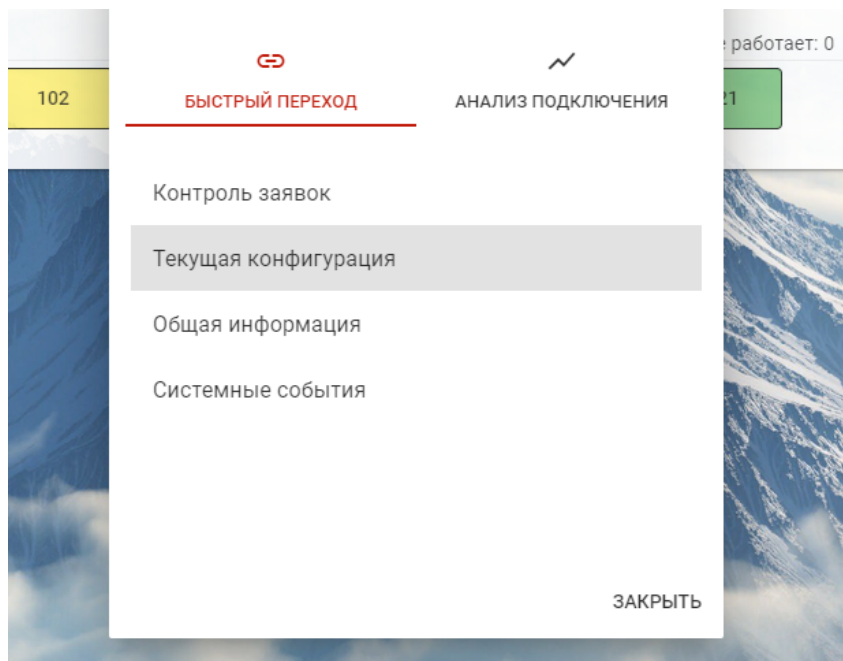 работает: 0
102
21
БЫСТРЫЙ ПЕРЕХОД
АНАЛИЗ ПОДКЛЮЧЕНИЯ
Контроль заявок
Текущая конфигурация
Общая информация
Системные события
ЗАКРЫТЬ